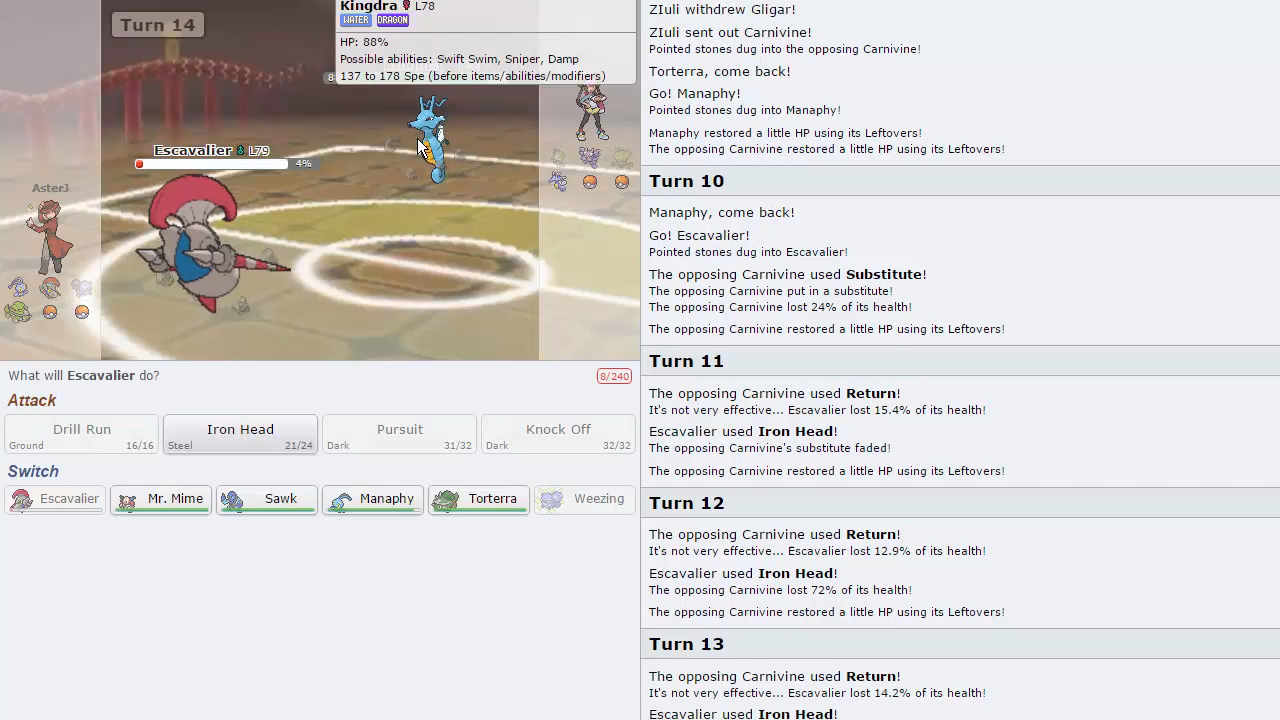 Turn 14
Kingdra L78
WATER DRAGON
HP: 88%
Possible abilities: Swift Swim, Sniper, Damp
137 to 178 Spe (before items/abilities/modifiers)
8
Escavalier L79
4%
AsterJ
What will Escavalier do?
8/240
Attack
Drill Run
Ground 16/16
Iron Head
Steel 21/24
Pursuit
Dark 31/32
Knock Off
Dark 32/32
Switch
Escavalier
Mr. Mime
Sawk
Manaphy
Torterra
Weezing
ZIuli withdrew Gligar!
ZIuli sent out Carnivine!
Pointed stones dug into the opposing Carnivine!
Torterra, come back!
Go! Manaphy!
Pointed stones dug into Manaphy!
Manaphy restored a little HP using its Leftovers!
The opposing Carnivine restored a little HP using its Leftovers!
Turn 10
Manaphy, come back!
Go! Escavalier!
Pointed stones dug into Escavalier!
The opposing Carnivine used Substitute!
The opposing Carnivine put in a substitute!
The opposing Carnivine lost 24% of its health!
The opposing Carnivine restored a little HP using its Leftovers!
Turn 11
The opposing Carnivine used Return!
It's not very effective... Escavalier lost 15.4% of its health!
Escavalier used Iron Head!
The opposing Carnivine's substitute faded!
The opposing Carnivine restored a little HP using its Leftovers!
Turn 12
The opposing Carnivine used Return!
It's not very effective... Escavalier lost 12.9% of its health!
Escavalier used Iron Head!
The opposing Carnivine lost 72% of its health!
The opposing Carnivine restored a little HP using its Leftovers!
Turn 13
The opposing Carnivine used Return!
It's not very effective... Escavalier lost 14.2% of its health!
Escavalier used Iron Head!